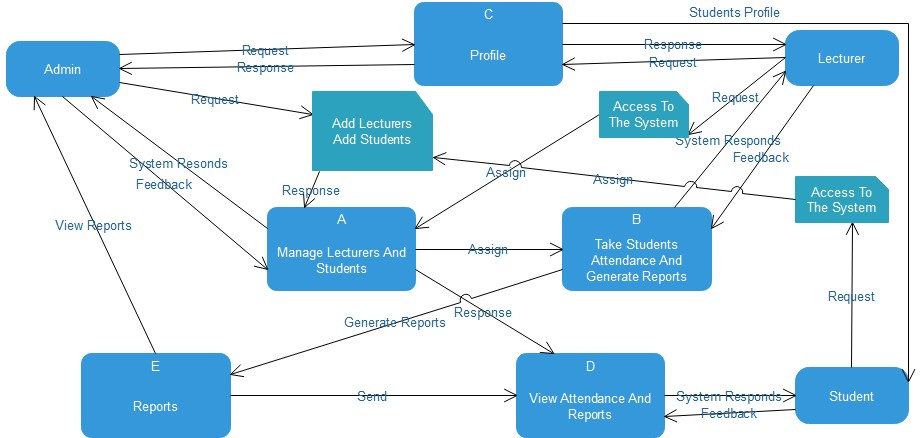 C
Students Profile
Profile
Admin
Lecturer
Request
Response
Response
Request
Request
Add Lecturers
Add Students
Access To
The System
Request
System Responds
Feedback
System Resonds
Feedback
Response
Assign
Assign
Access To
The System
A
Manage Lecturers And
Students
Assign
B
Take Students
Attendance And
Generate Reports
View Reports
Request
Generate Reports
Response
E
Reports
Send
D
View Attendance And
Reports
System Responds
Feedback
Student